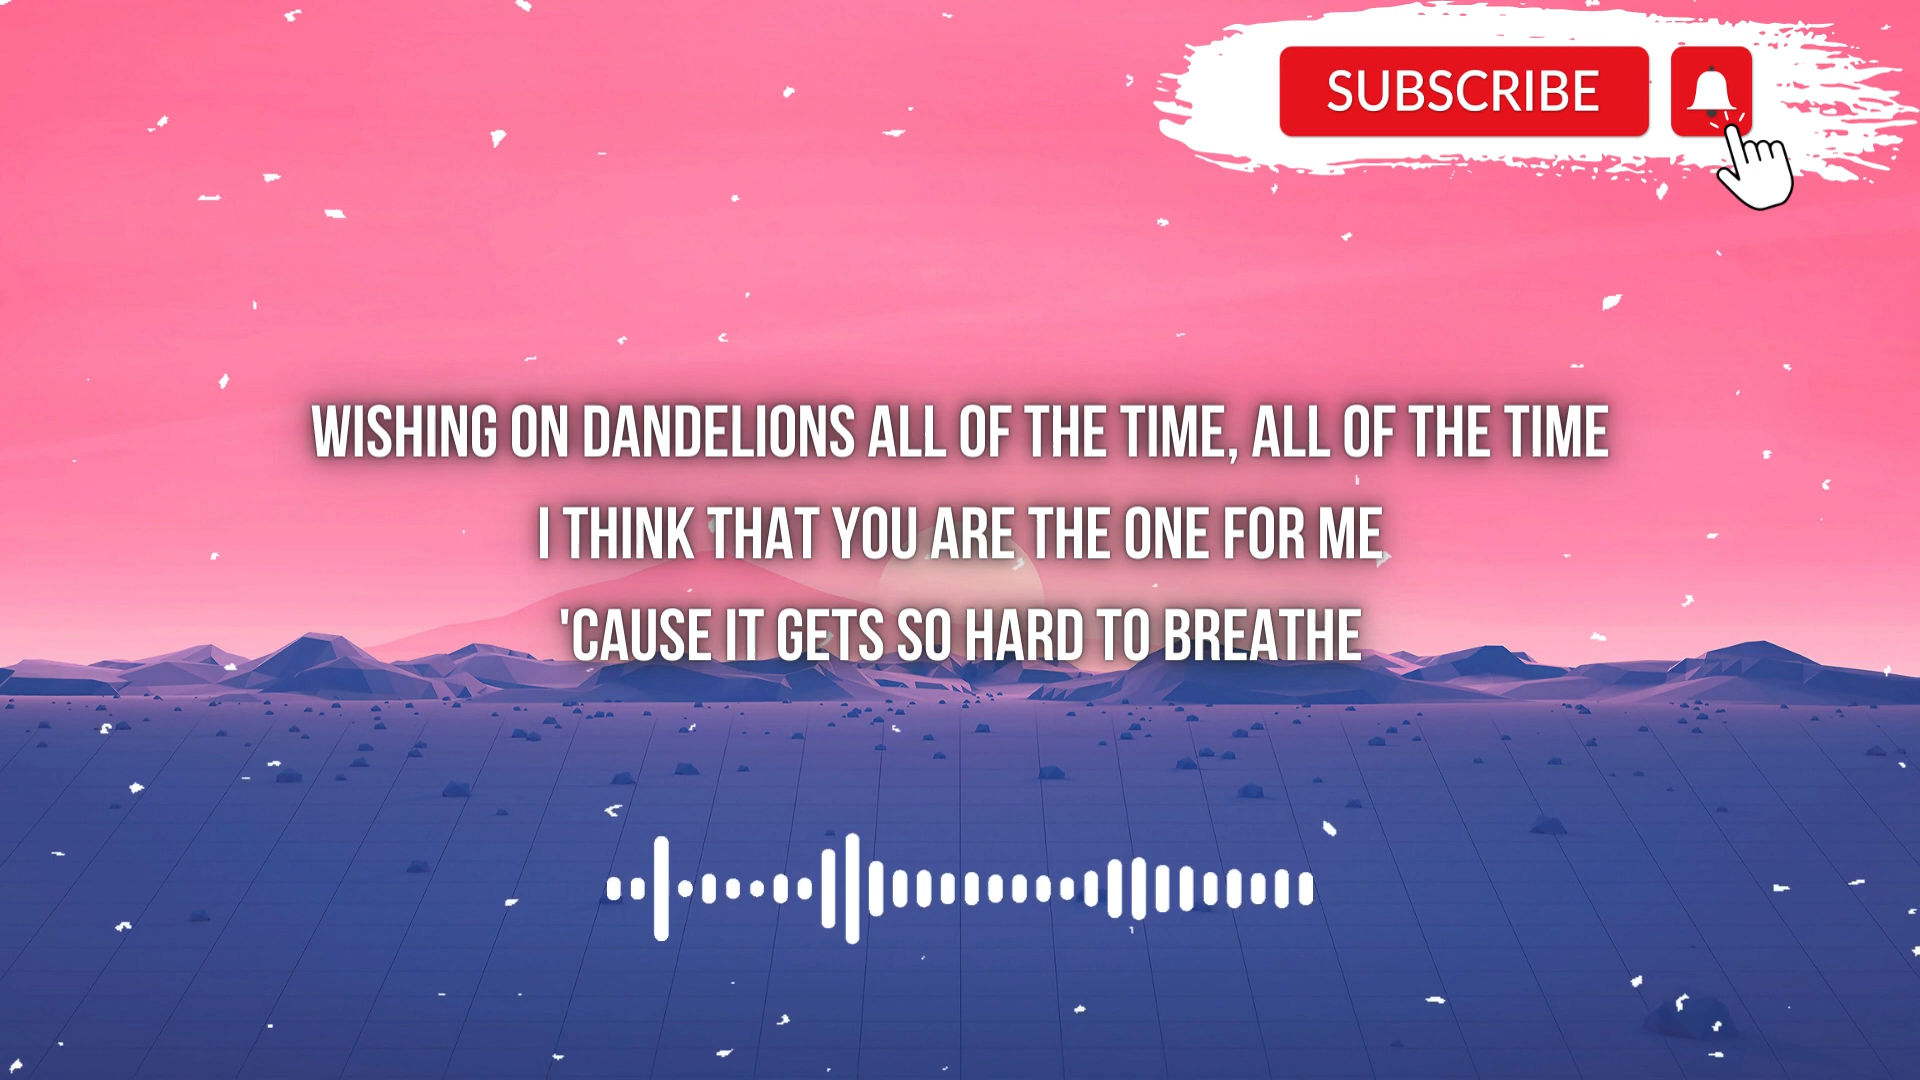 SUBSCRIBE
WISHING ON DANDELIONS ALL OF THE TIME, ALL OF THE TIME
I THINK THAT YOU ARE THE ONE FOR ME
'CAUSE IT GETS SO HARD TO BREATHE